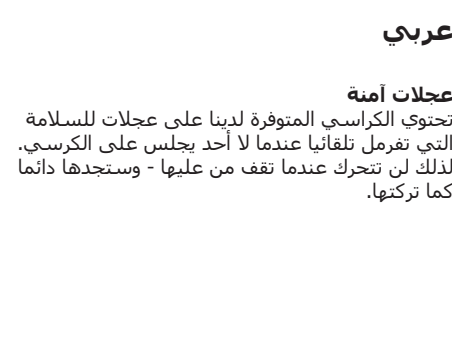 عربي
عجلات آمنة
تحتوي الكراسي المتوفرة لدينا على عجلات للسلامة
التي تفرمل تلقائيا عندما لا أحد يجلس على الكرسي.
لذلك لن تتحرك عندما تقف من عليها - وستجدها دائما
كما تركتها.